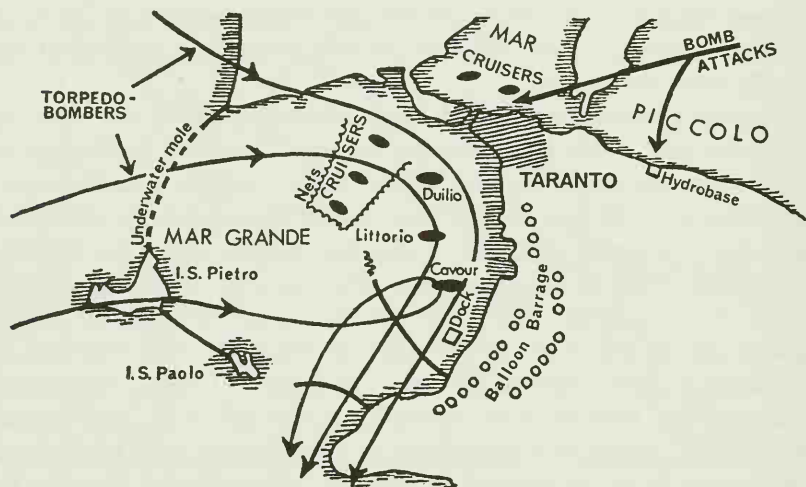 MAR
CRUISERS
BOMB
ATTACKS
TORPEDO-
BOMBERS
PICCOLO
Underwater mole
Nets
CRUISERS
TARANTO
Hydrobase
Duilio
MAR GRANDE
Littorio
I.S. Pietro
Cavour
Dock
Balloon Barrage
I.S. Paolo